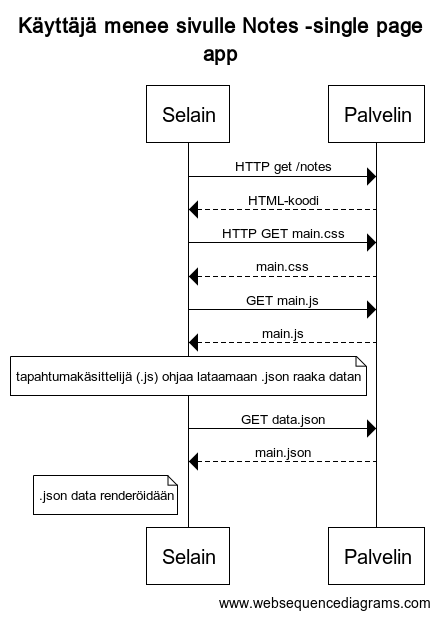 Käyttäjä menee sivulle Notes -single page
app
Selain
Palvelin
HTTP get /notes
HTML-koodi
HTTP GET main.css
main.css
GET main.js
main.js
tapahtumakäsittelijä (.js) ohjaa lataamaan .json raaka datan
GET data.json
main.json
.json data renderöidään
Selain
Palvelin
www.websequencediagrams.com